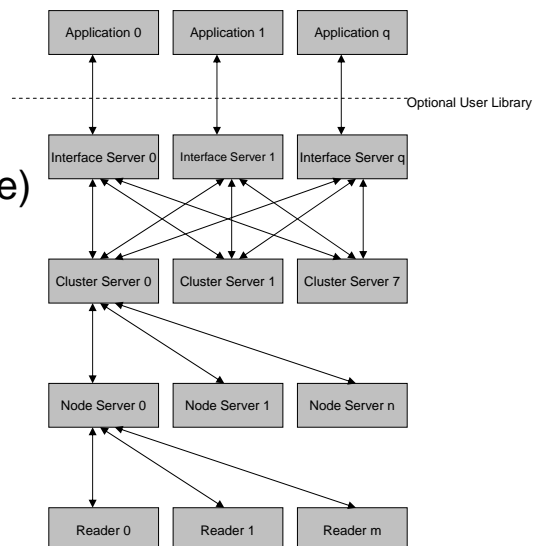 Application 0
Application 1
Application q
Optional User Library
Interface Server 0
Interface Server 1
Interface Server q
e)
Cluster Server 0
Cluster Server 1
Cluster Server 7
Node Server 0
Node Server 1
Node Server n
Reader 0
Reader 1
Reader m